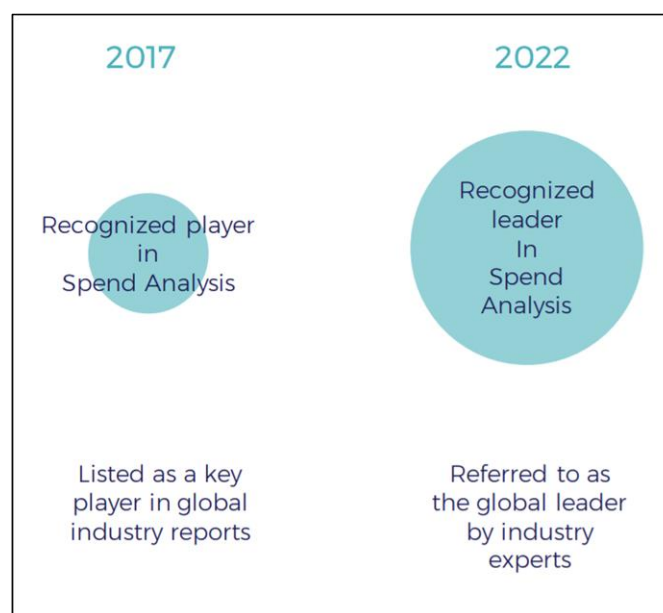 2017
2022
Recognized player
in
Spend Analysis
Recognized
leader
In
Spend
Analysis
Listed as a key
player in global
industry reports
Referred to as
the global leader
by industry
experts